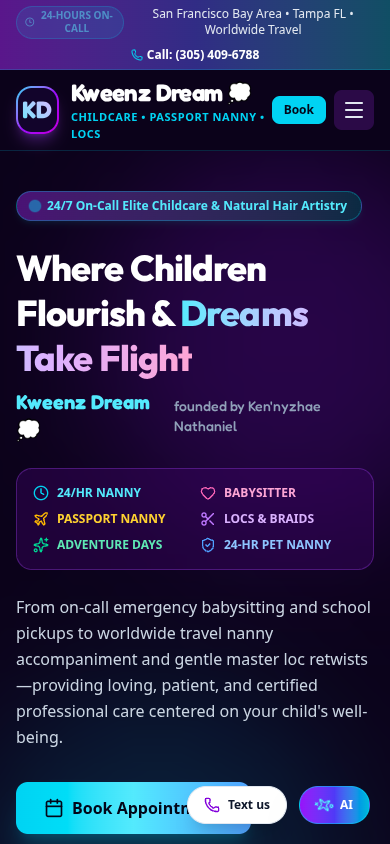 24-HOURS ON-
CALL
San Francisco Bay Area • Tampa FL •
Worldwide Travel
Call: (305) 409-6788
KD
Kweenz Dream 💭
CHILDCARE • PASSPORT NANNY •
LOCS
Book
24/7 On-Call Elite Childcare & Natural Hair Artistry
Where Children
Flourish & Dreams
Take Flight
Kweenz Dream
💭
founded by Ken'nyzhae
Nathaniel
24/HR NANNY
BABYSITTER
PASSPORT NANNY
LOCS & BRAIDS
ADVENTURE DAYS
24-HR PET NANNY
From on-call emergency babysitting and school
pickups to worldwide travel nanny
accompaniment and gentle master loc retwists
—providing loving, patient, and certified
professional care centered on your child's well-
being.
Book Appointm
Text us
AI